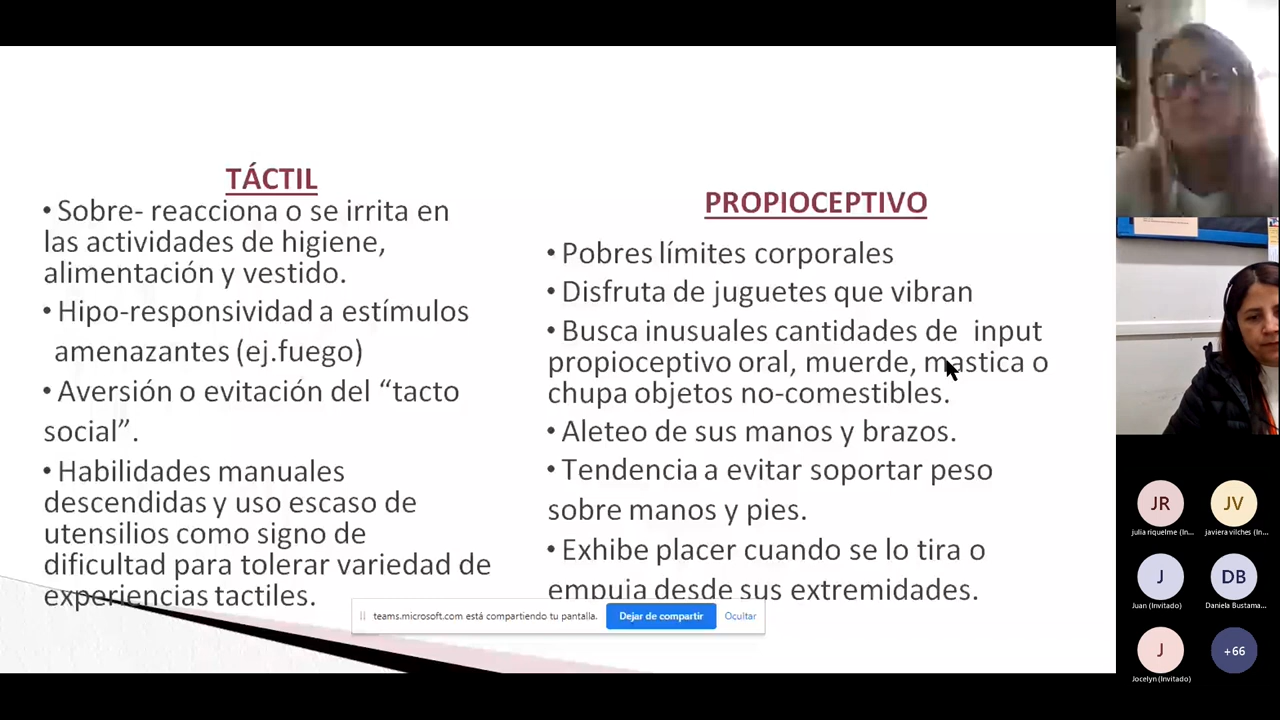 TÁCTIL
• Sobre- reacciona o se irrita en
las actividades de higiene,
alimentación y vestido.
• Hipo-responsividad a estímulos
amenazantes (ej.fuego)
• Aversión o evitación del “tacto
social”.
• Habilidades manuales
descendidas y uso escaso de
utensilios como signo de
dificultad para tolerar variedad de
experiencias tactiles.
PROPIOCEPTIVO
• Pobres límites corporales
• Disfruta de juguetes que vibran
• Busca inusuales cantidades de input
propioceptivo oral, muerde, mastica o
chupa objetos no-comestibles.
• Aleteo de sus manos y brazos.
• Tendencia a evitar soportar peso
sobre manos y pies.
• Exhibe placer cuando se lo tira o
empuja desde sus extremidades.
teams.microsoft.com está compartiendo tu pantalla. Dejar de compartir Ocultar
JR JV
julia riquelme (In... javiera vilches (In...
J DB
Juan (Invitado) Daniela Bustama...
J +66
Jocelyn (Invitado)